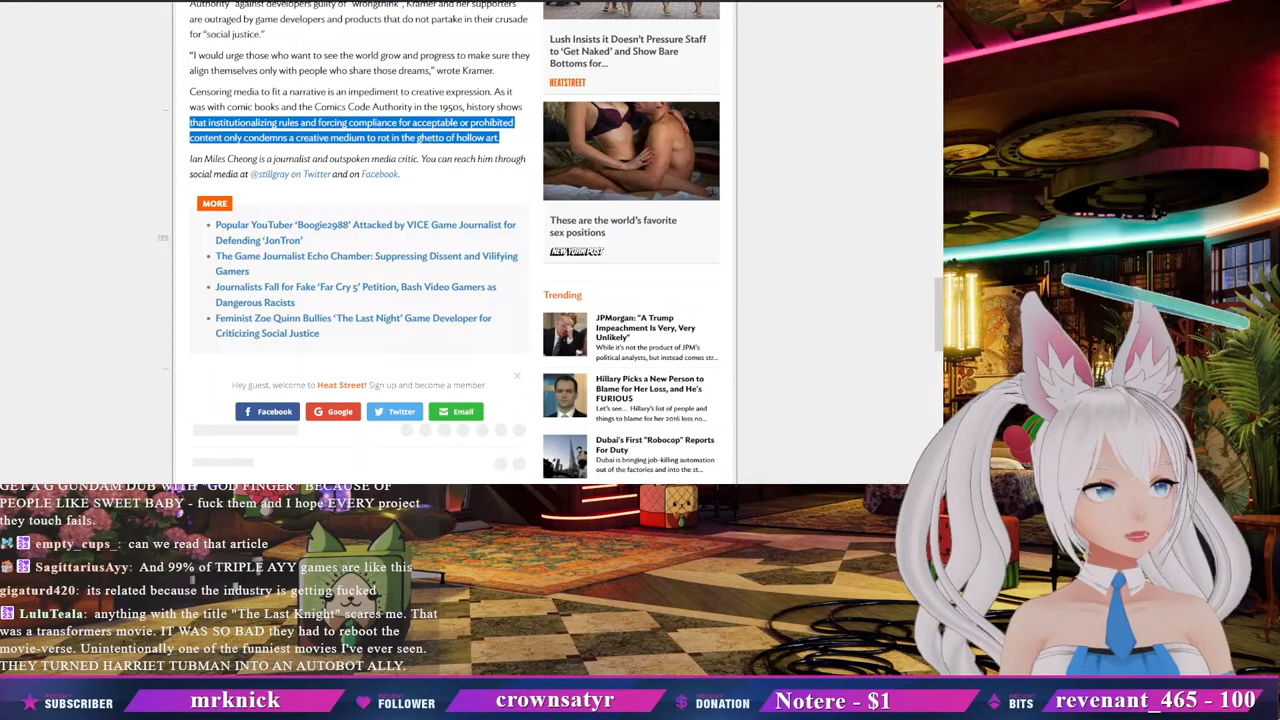 Authority" against developers guilty of "wrongthink", Kramer and her supporters
are outraged by game developers and products that do not partake in their crusade
for "social justice."
"I would urge those who want to see the world grow and progress to make sure they
align themselves only with people who share those dreams," wrote Kramer.
Censoring media to fit a narrative is an impediment to creative expression. As it
was with comic books and the Comics Code Authority in the 1950s, history shows
that institutionalizing rules and forcing compliance for acceptable or prohibited
content only condemns a creative medium to rot in the ghetto of hollow art.
Ian Miles Cheong is a journalist and outspoken media critic. You can reach him through
social media at @stillgray on Twitter and on Facebook.
MORE
Popular YouTuber 'Boogie2988' Attacked by VICE Game Journalist for
Defending 'JonTron'
The Game Journalist Echo Chamber: Suppressing Dissent and Vilifying
Gamers
Journalists Fall for Fake 'Far Cry 5' Petition, Bash Video Gamers as
Dangerous Racists
Feminist Zoe Quinn Bullies 'The Last Night' Game Developer for
Criticizing Social Justice
Hey guest, welcome to Heat Street! Sign up and become a member.
Facebook
Google
Twitter
Email
Lush Insists it Doesn't Pressure Staff
to 'Get Naked' and Show Bare
Bottoms for...
HEATSTREET
These are the world's favorite
sex positions
NEW YORK POST
Trending
JPMorgan: "A Trump
Impeachment Is Very, Very
Unlikely"
While it's not the product of JPM's
political analysts, but instead comes str...
Hillary Picks a New Person to
Blame for Her Loss, and He's
FURIOUS
Let's see... Hillary's list of people and
things to blame for her 2016 loss no...
Dubai's First "Robocop" Reports
For Duty
Dubai is bringing job-killing automation
out of the factories and into the st...
70%
GET A G GUNDAM DUB WITH "GOD FINGER" BECAUSE OF
PEOPLE LIKE SWEET BABY - fuck them and I hope EVERY project
they touch fails.
empty_cups_: can we read that article
SagittariusAyy: And 99% of TRIPLE AYY games are like this
gigaturd420: its related because the industry is getting fucked
LuluTeala: anything with the title "The Last Knight" scares me. That
was a transformers movie. IT WAS SO BAD they had to reboot the
movie-verse. Unintentionally one of the funniest movies I've ever seen.
THEY TURNED HARRIET TUBMAN INTO AN AUTOBOT ALLY.
RECENT
SUBSCRIBER
mrknick
RECENT
FOLLOWER
crownsatyr
RECENT
DONATION
Notere - $1
RECENT
BITS
revenant_465 - 100